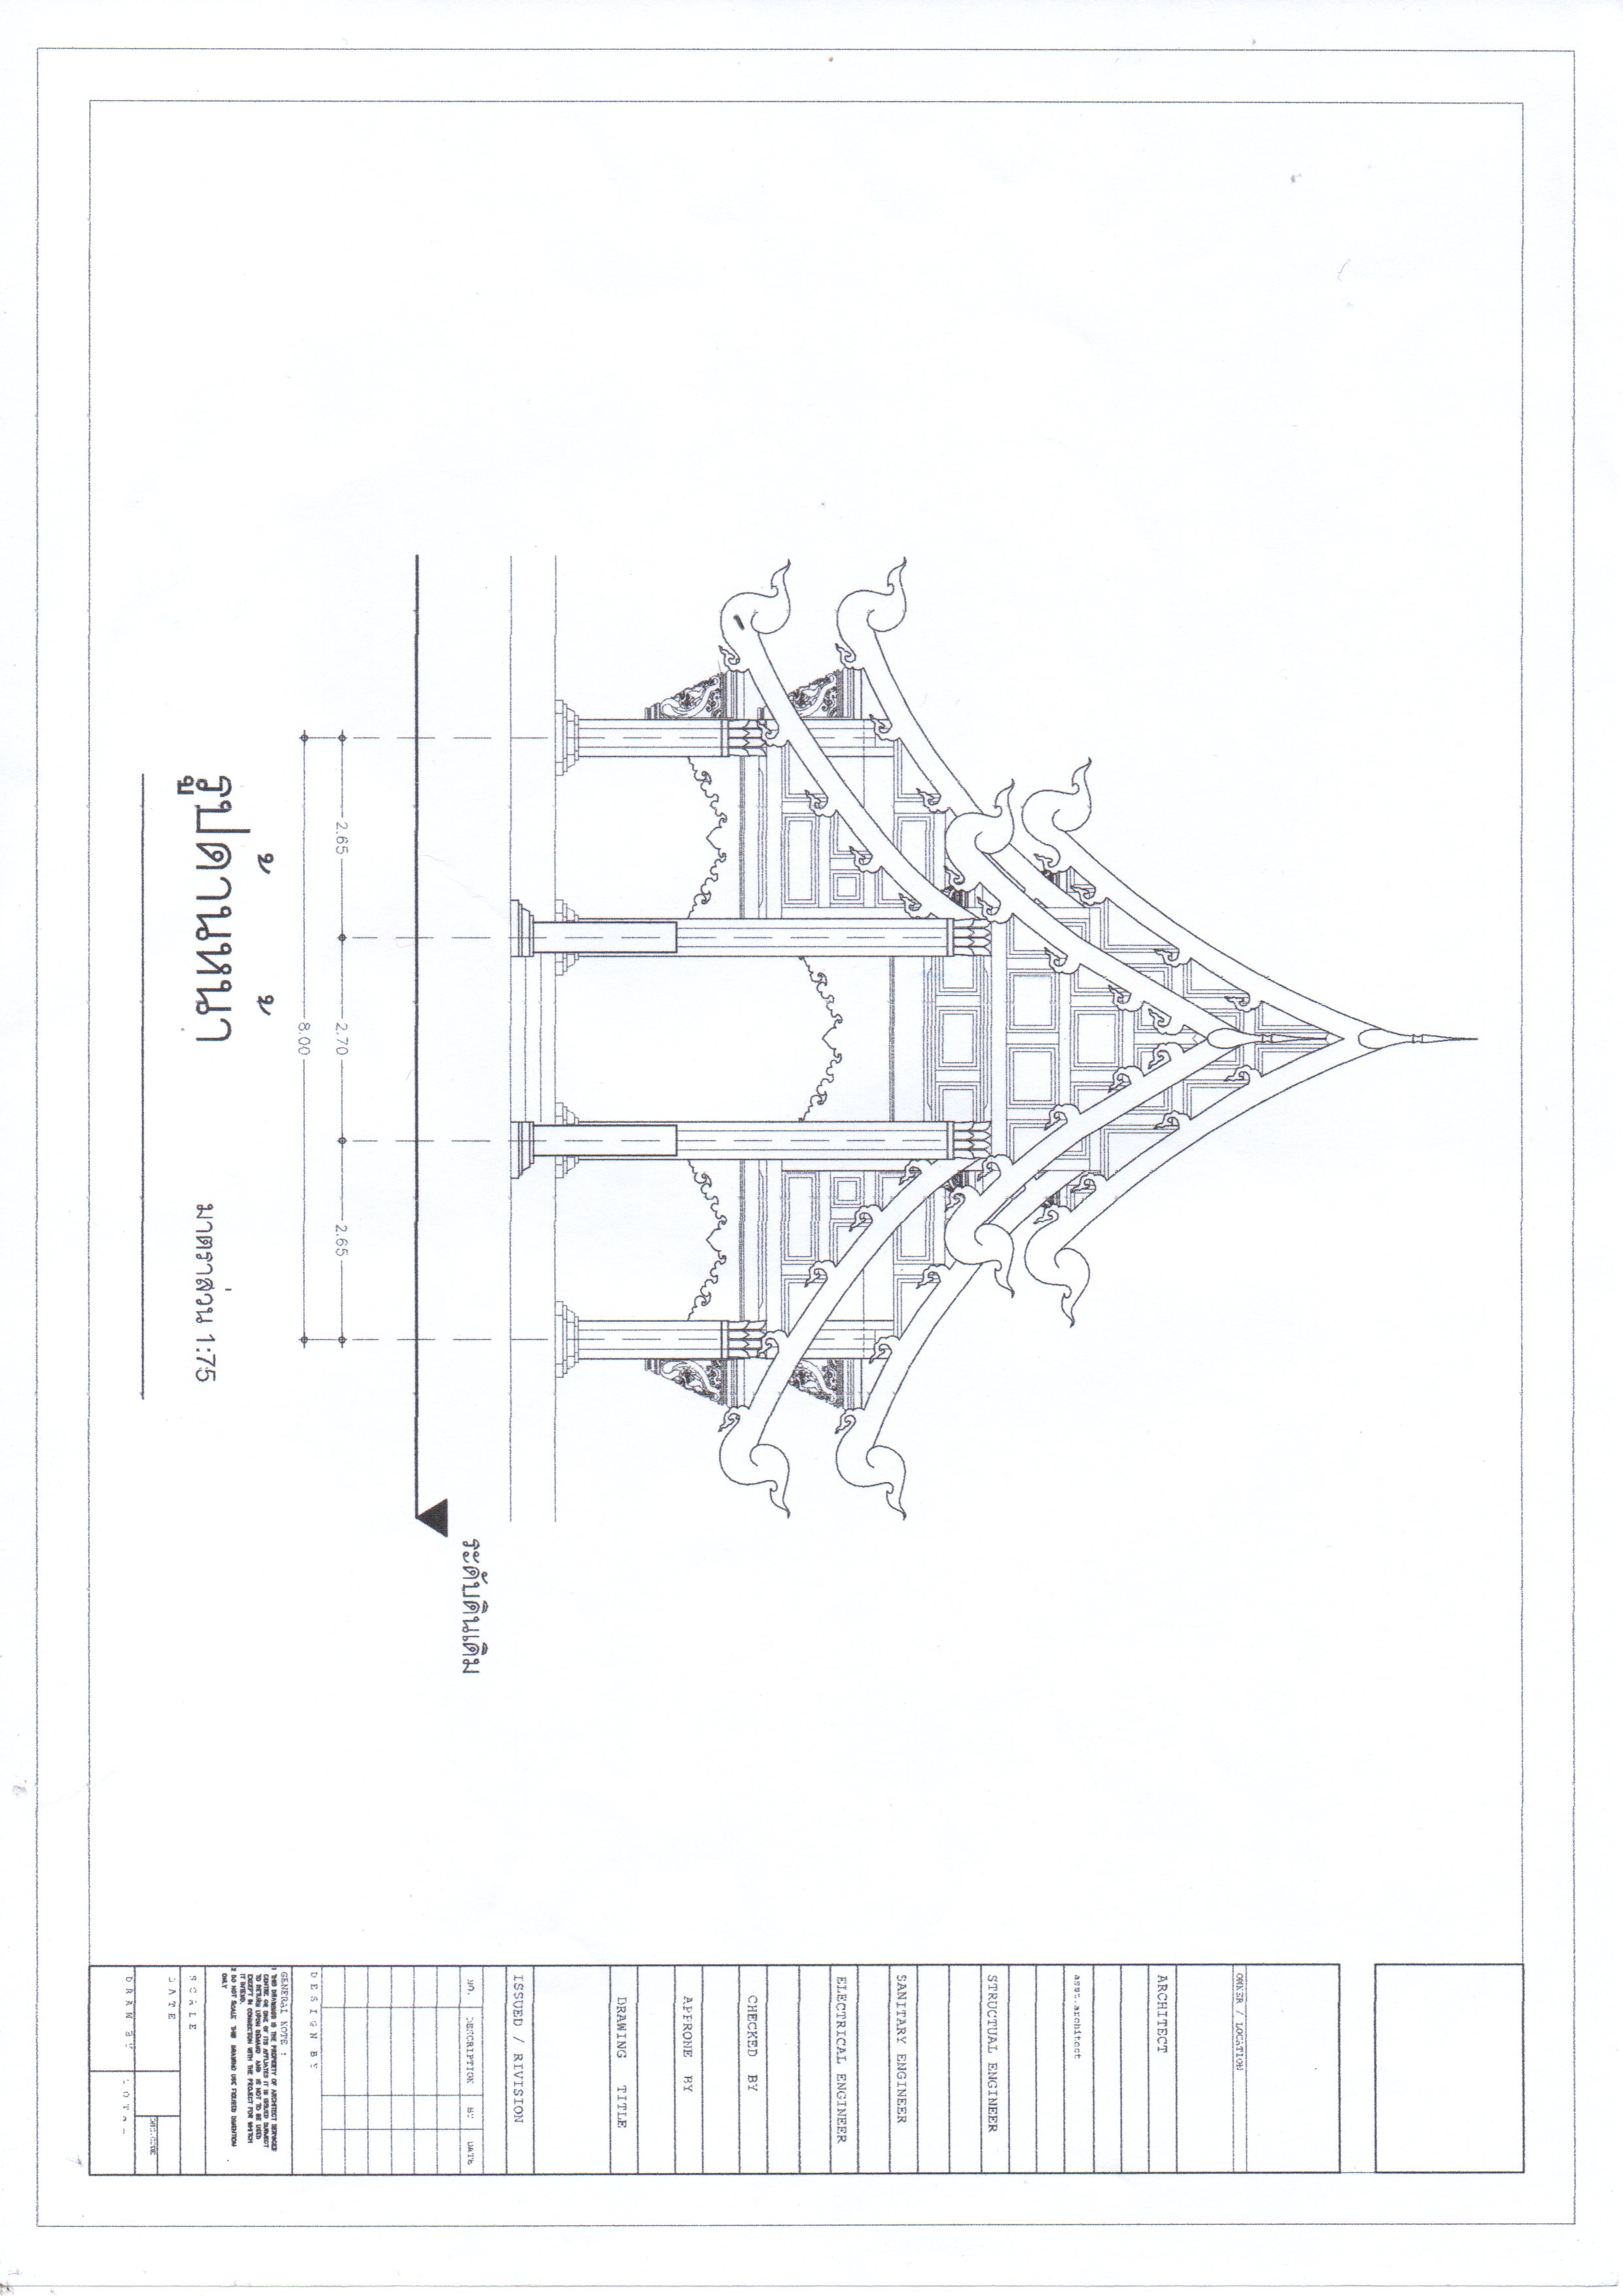 ระดับดินเดิม
2.65
2.70
2.65
8.00
รูปด้านหน้า
มาตราส่วน 1:75
OWNER / LOCATION
ARCHITECT
asst.architect
STRUCTUAL ENGINEER
SANITARY ENGINEER
ELECTRICAL ENGINEER
CHECKED BY
APPRONE BY
DRAWING TITLE
ISSUED / RIVISION
NO. DESCRIPTION BY DATE
DESIGN BY
GENERAL NOTE :
1 THIS DRAWINGS IS THE PROPERTY OF ARCHITECT SERVICES
CENTRE OR ONE OF ITS AFFLIATES IT IS ISSUED SUBJECT
TO RETURN UPON DEMAND AND IS NOT TO BE USED
EXCEPT IN CONNECTION WITH THE PROJECT FOR WHICH
IT INTEND.
2 DO NOT SCALE THIS DRAWING USE FIGURED DIMENTION
ONLY
SCALE
DATE
DRAW BY